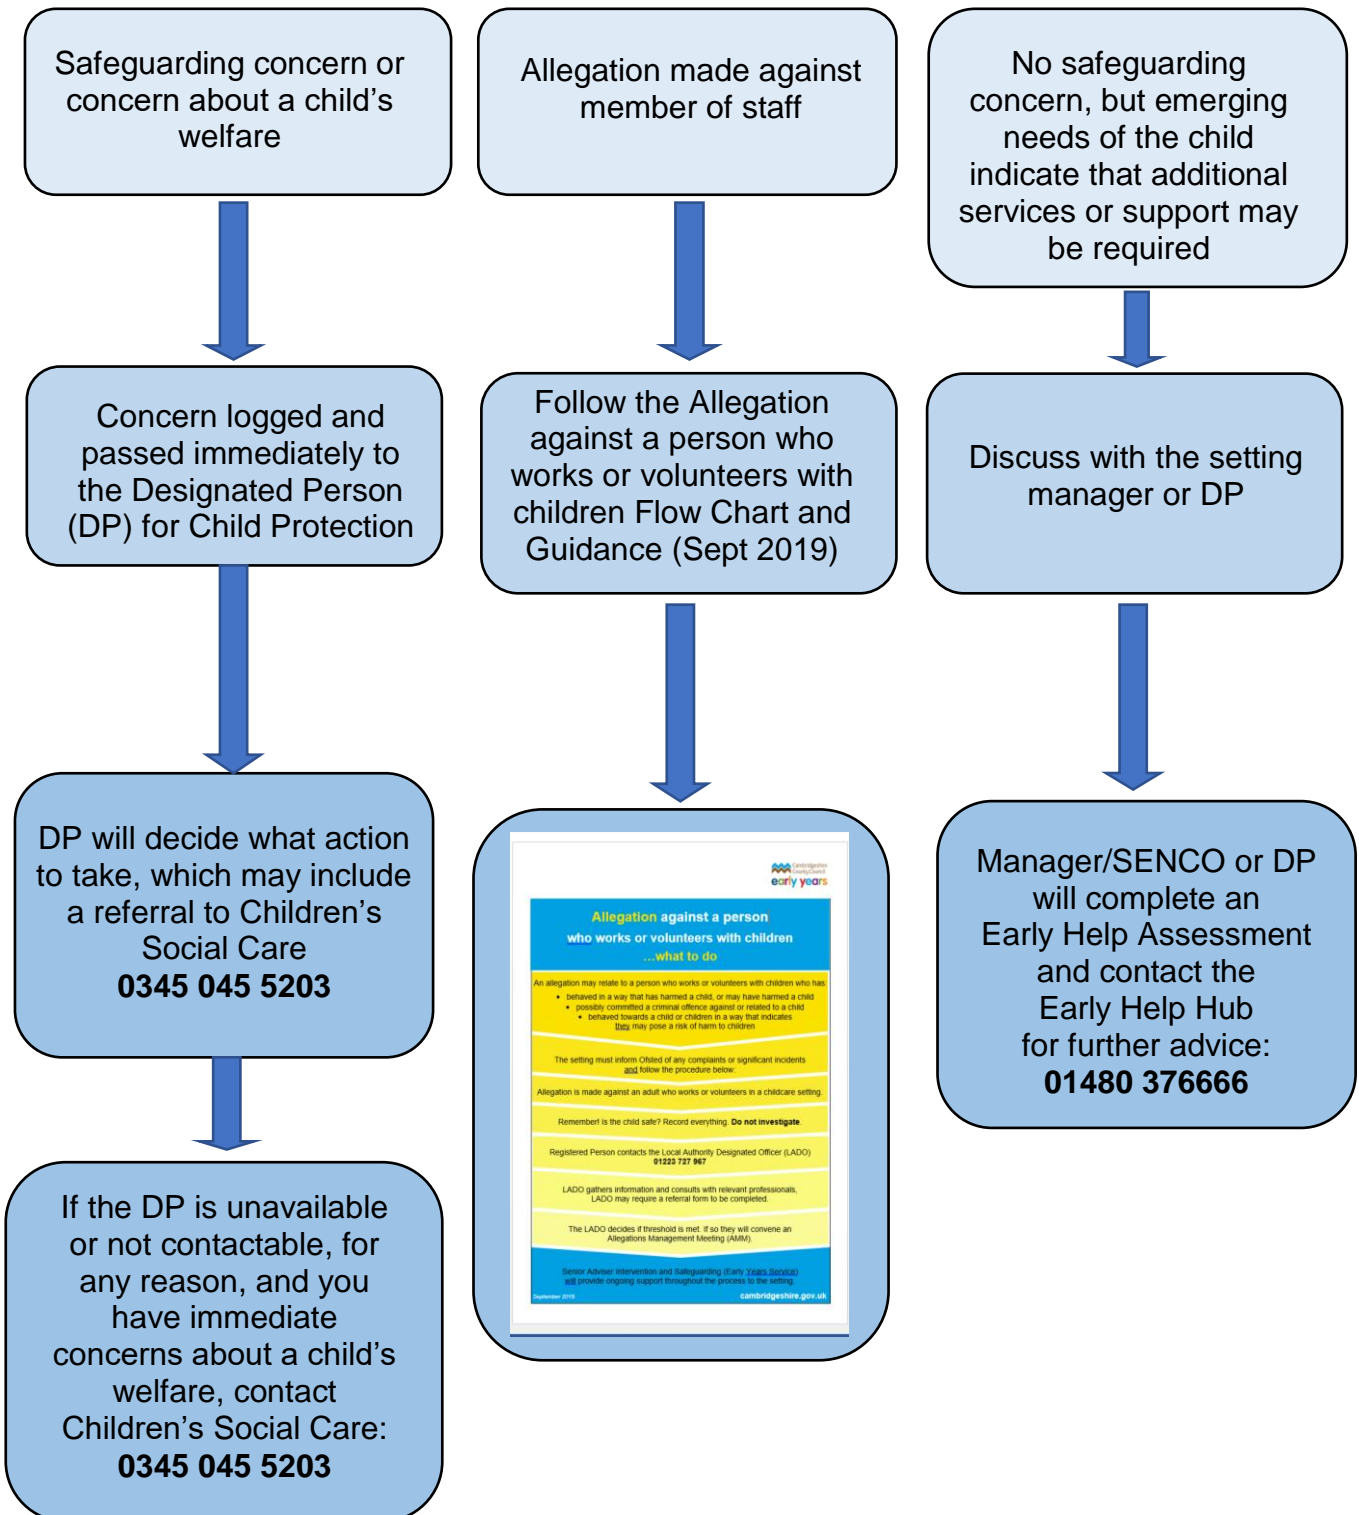 Safeguarding concern or
concern about a child’s
welfare
Allegation made against
member of staff
No safeguarding
concern, but emerging
needs of the child
indicate that additional
services or support may
be required
Concern logged and
passed immediately to
the Designated Person
(DP) for Child Protection
Follow the Allegation
against a person who
works or volunteers with
children Flow Chart and
Guidance (Sept 2019)
Discuss with the setting
manager or DP
DP will decide what action
to take, which may include
a referral to Children’s
Social Care
0345 045 5203
If the DP is unavailable
or not contactable, for
any reason, and you
have immediate
concerns about a child’s
welfare, contact
Children’s Social Care:
0345 045 5203
Cambridgeshire
County Council
early years
Allegation against a person
who works or volunteers with children
…what to do
An allegation may relate to a person who works or volunteers with children who has:
• behaved in a way that has harmed a child, or may have harmed a child
• possibly committed a criminal offence against or related to a child
• behaved towards a child or children in a way that indicates
they may pose a risk of harm to children
The setting must inform Ofsted of any complaints or significant incidents
and follow the procedure below:
Allegation is made against an adult who works or volunteers in a childcare setting.
Remember! Is the child safe? Record everything. Do not investigate.
Registered Person contacts the Local Authority Designated Officer (LADO)
01223 727 967
LADO gathers information and consults with relevant professionals,
LADO may require a referral form to be completed.
The LADO decides if threshold is met. If so they will convene an
Allegations Management Meeting (AMM).
Senior Adviser Intervention and Safeguarding (Early Years Service)
will provide ongoing support throughout the process to the setting.
September 2019
cambridgeshire.gov.uk
Manager/SENCO or DP
will complete an
Early Help Assessment
and contact the
Early Help Hub
for further advice:
01480 376666